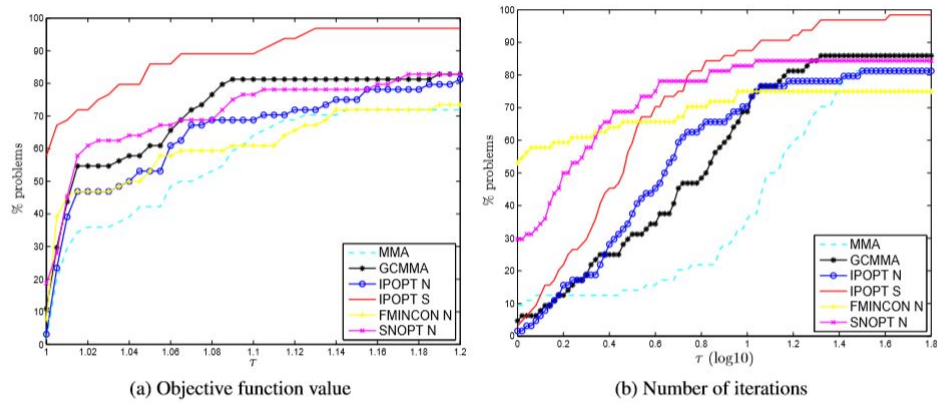 100
90
80
70
60
50
40
30
20
10
0
% problems
1
1.02
1.04
1.06
1.08
1.1
1.12
1.14
1.16
1.18
1.2
τ
MMA
GCMMA
IPOPT N
IPOPT S
FMINCON N
SNOPT N
(a) Objective function value
100
90
80
70
60
50
40
30
20
10
0
% problems
0
0.2
0.4
0.6
0.8
1
1.2
1.4
1.6
1.8
τ (log10)
MMA
GCMMA
IPOPT N
IPOPT S
FMINCON N
SNOPT N
(b) Number of iterations